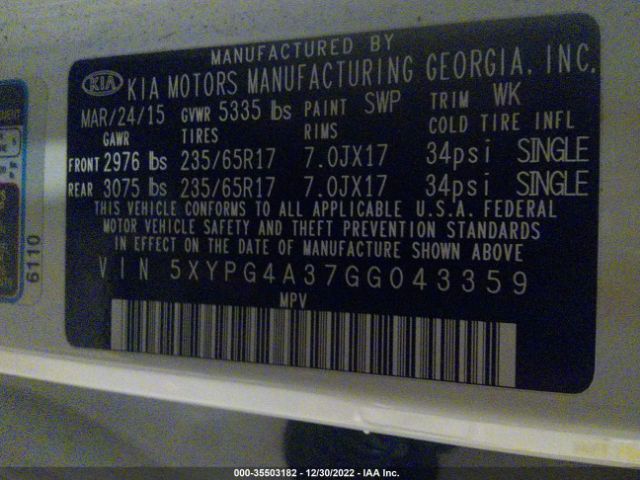 MANUFACTURED BY
KIA KIA MOTORS MANUFACTURING GEORGIA, INC.
MAR/24/15 GVWR 5335 lbs PAINT SWP TRIM WK
GAWR TIRES RIMS COLD TIRE INFL
FRONT 2976 lbs 235/65R17 7.0JX17 34psi SINGLE
REAR 3075 lbs 235/65R17 7.0JX17 34psi SINGLE
THIS VEHICLE CONFORMS TO ALL APPLICABLE U.S.A. FEDERAL
MOTOR VEHICLE SAFETY AND THEFT PREVENTION STANDARDS
IN EFFECT ON THE DATE OF MANUFACTURE SHOWN ABOVE
VIN 5XYPG4A37GG043359
MPV
6110
000-35503182 - 12/30/2022 - IAA Inc.